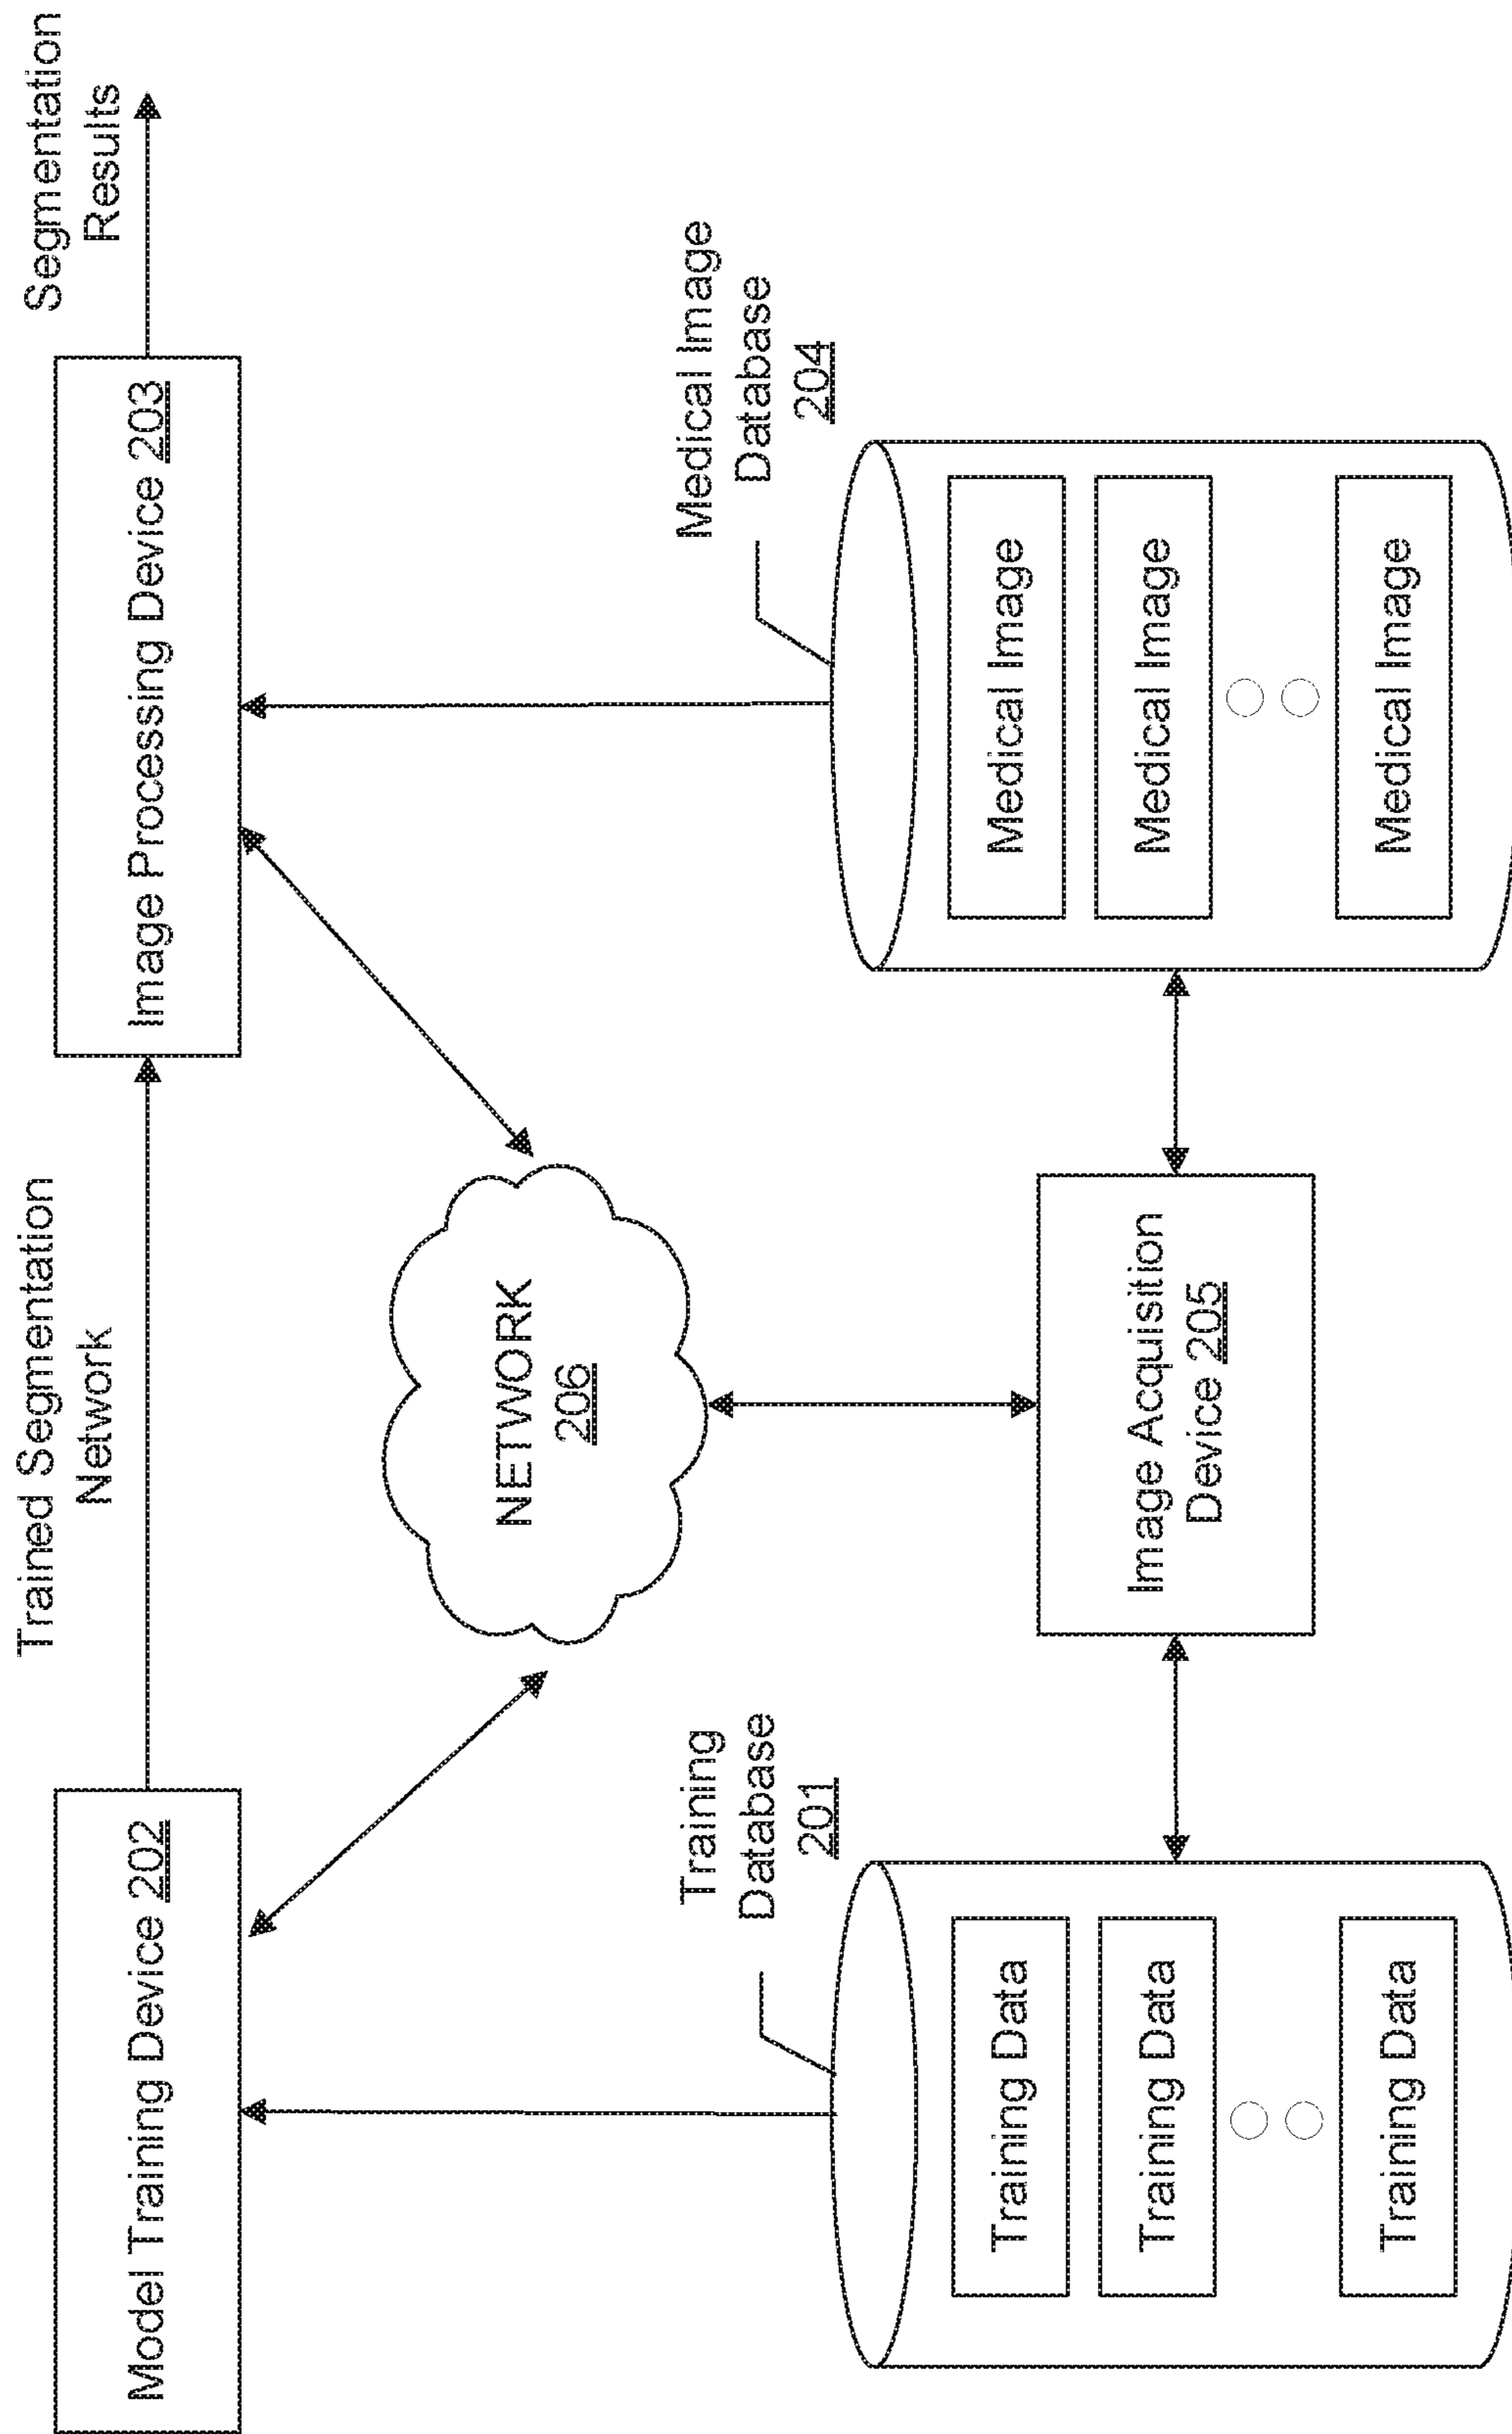 Trained Segmentation
Network
Segmentation
Results
Model Training Device 202
Image Processing Device 203
NETWORK
206
Training
Database
201
Medical Image
Database
204
Training Data
Training Data
Training Data
Image Acquisition
Device 205
Medical Image
Medical Image
Medical Image